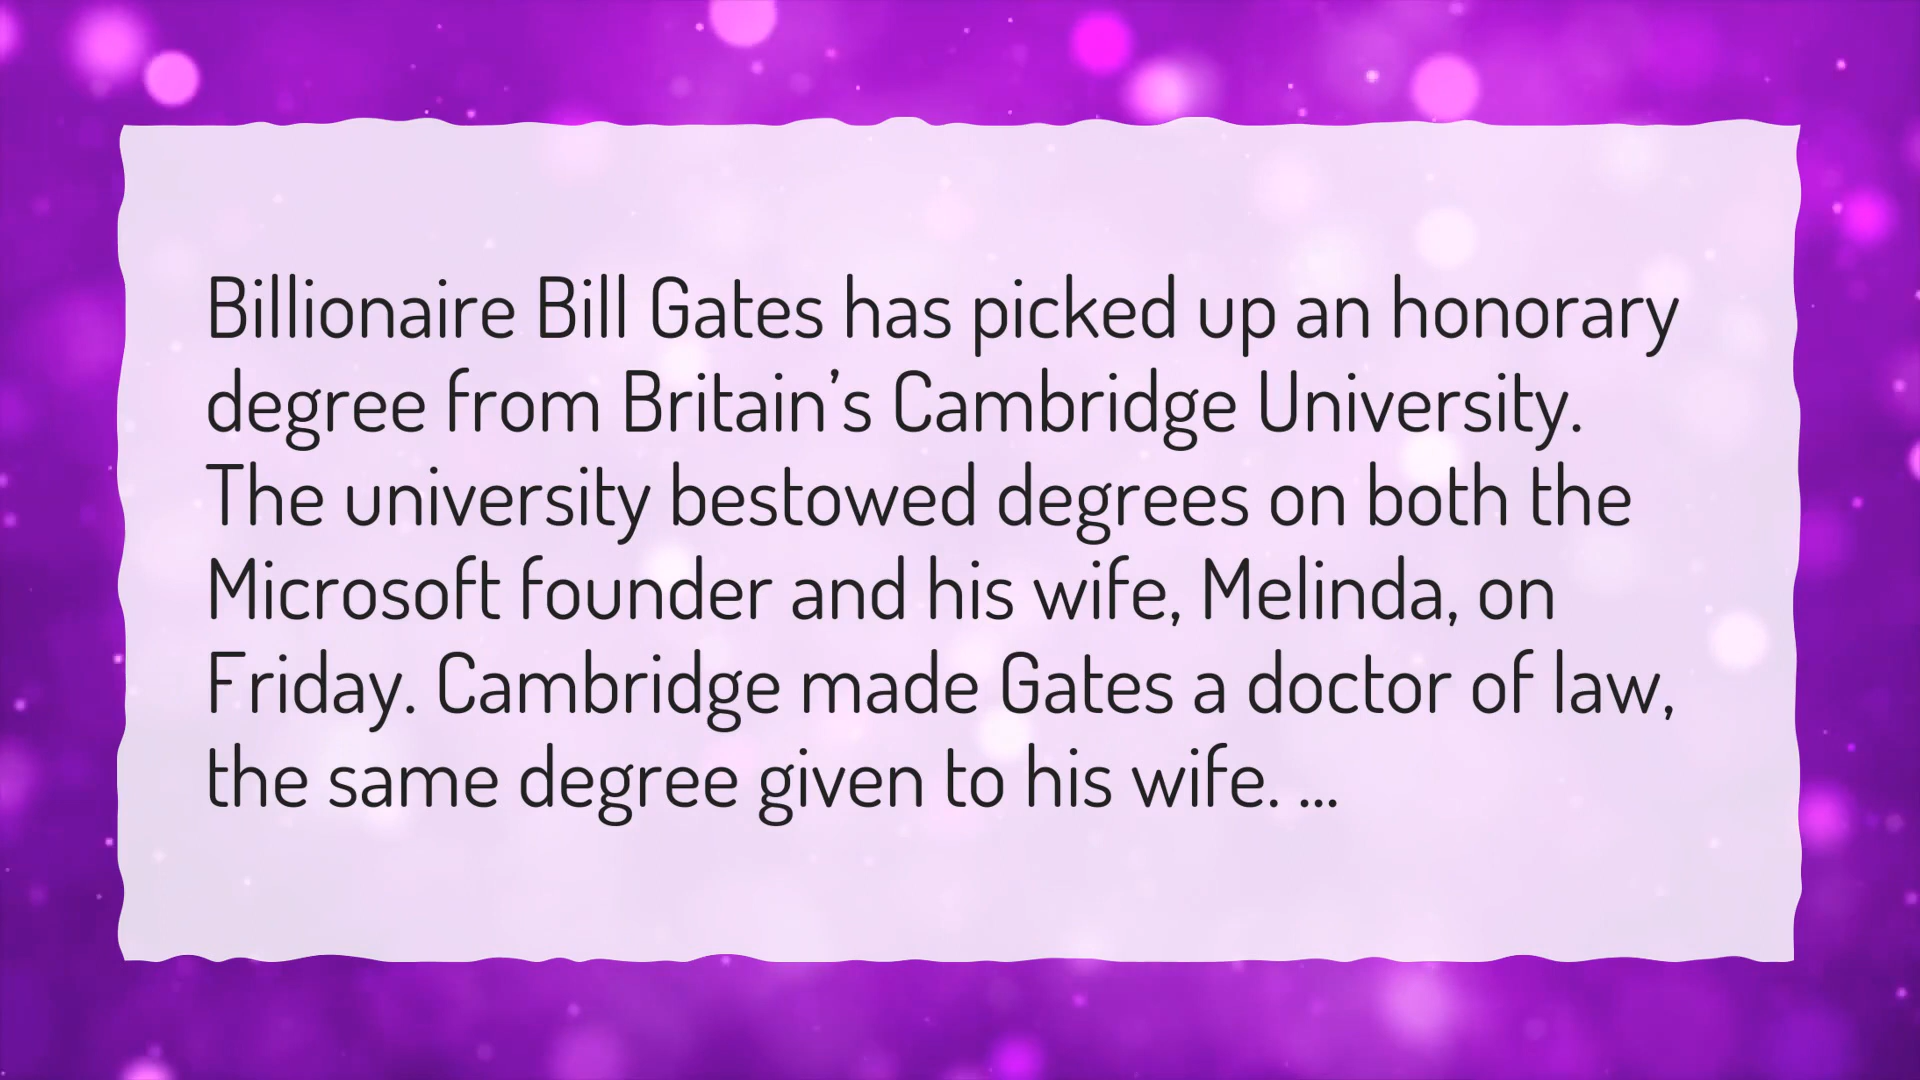 Billionaire Bill Gates has picked up an honorary
degree from Britain’s Cambridge University.
The university bestowed degrees on both the
Microsoft founder and his wife, Melinda, on
Friday. Cambridge made Gates a doctor of law,
the same degree given to his wife. ...